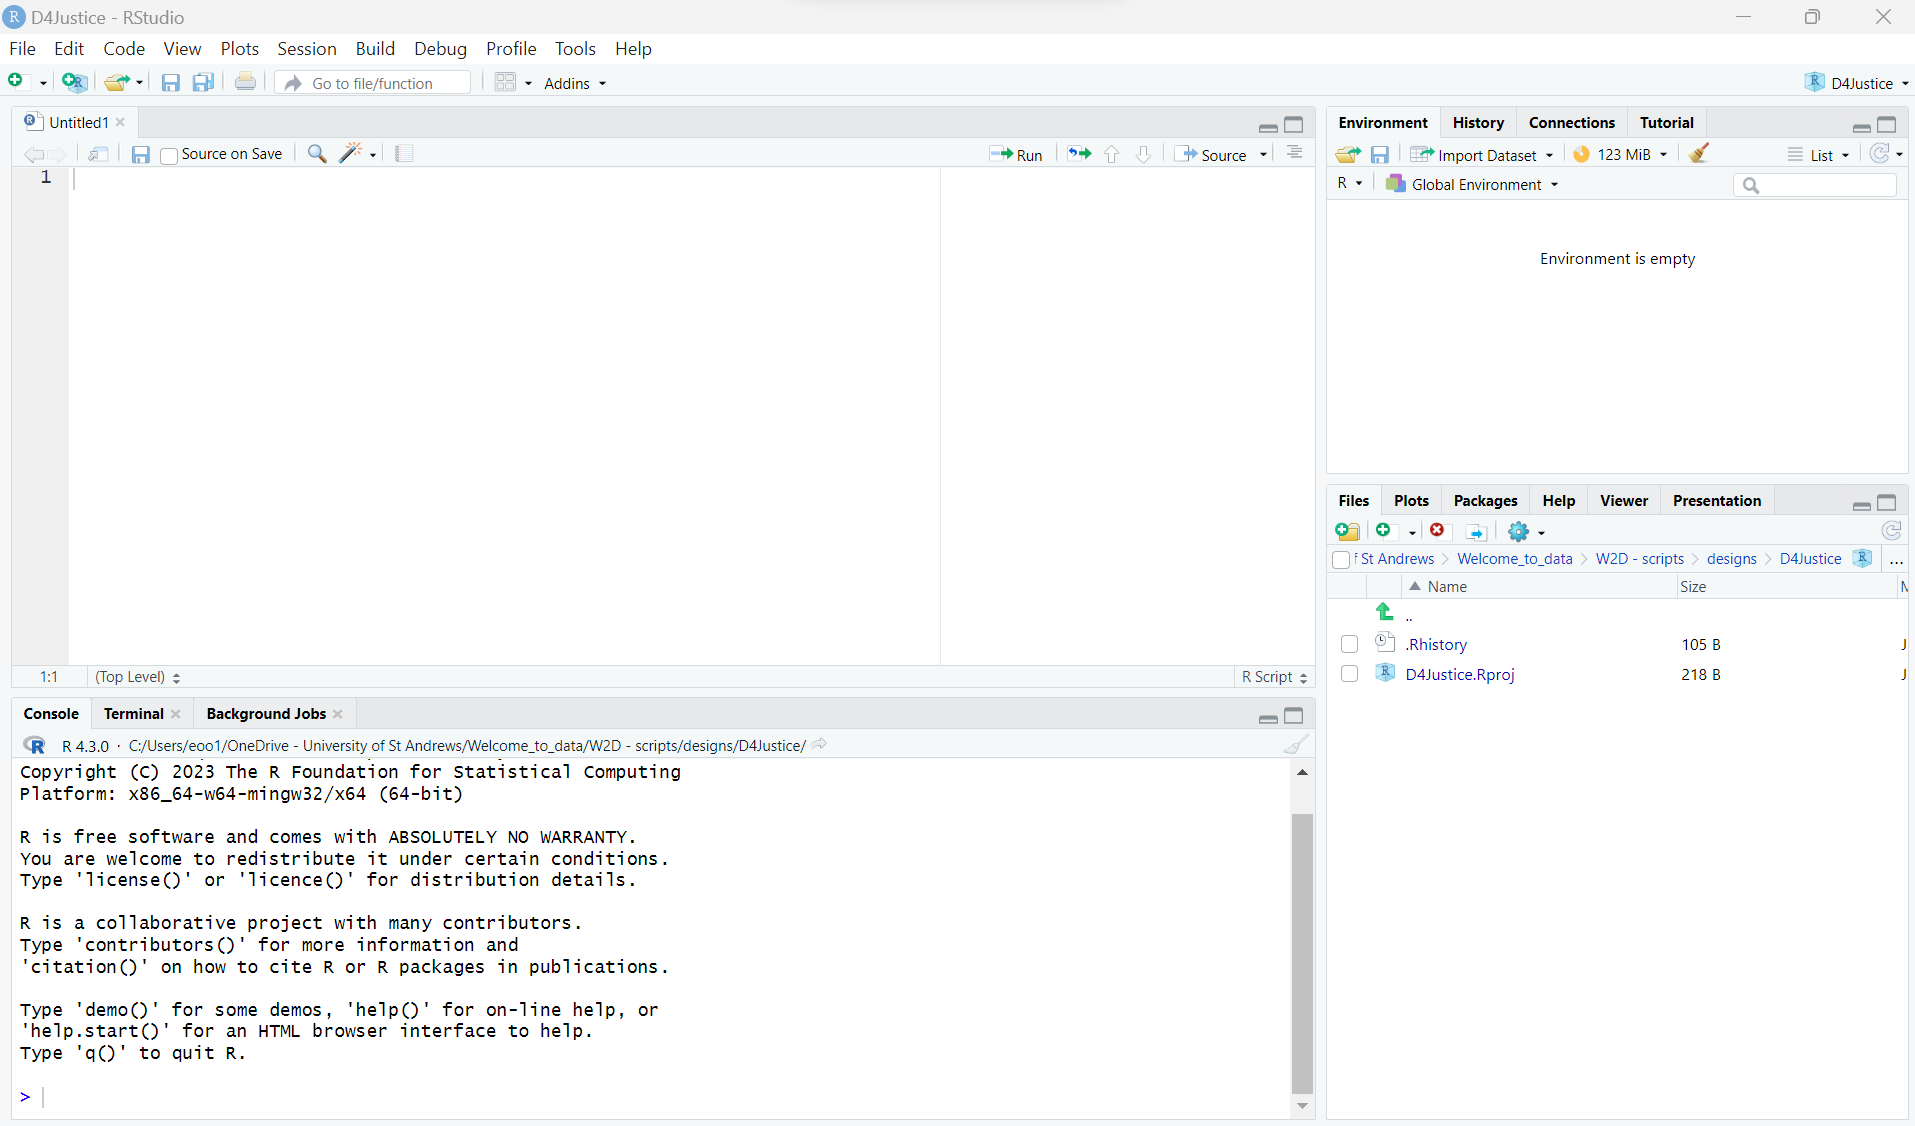 D4Justice - RStudio
File Edit Code View Plots Session Build Debug Profile Tools Help
Go to file/function Addins D4Justice
Untitled1
Source on Save Run Source
1
1:1 (Top Level) R Script
Console Terminal Background Jobs
R 4.3.0 · C:/Users/eoo1/OneDrive - University of St Andrews/Welcome_to_data/W2D - scripts/designs/D4Justice/
Copyright (C) 2023 The R Foundation for Statistical Computing
Platform: x86_64-w64-mingw32/x64 (64-bit)
R is free software and comes with ABSOLUTELY NO WARRANTY.
You are welcome to redistribute it under certain conditions.
Type 'license()' or 'licence()' for distribution details.
R is a collaborative project with many contributors.
Type 'contributors()' for more information and
'citation()' on how to cite R or R packages in publications.
Type 'demo()' for some demos, 'help()' for on-line help, or
'help.start()' for an HTML browser interface to help.
Type 'q()' to quit R.
>
Environment History Connections Tutorial
Import Dataset 123 MiB List
R Global Environment
Environment is empty
Files Plots Packages Help Viewer Presentation
St Andrews Welcome_to_data W2D - scripts designs D4Justice ...
Name Size
..
.Rhistory 105 B
D4Justice.Rproj 218 B